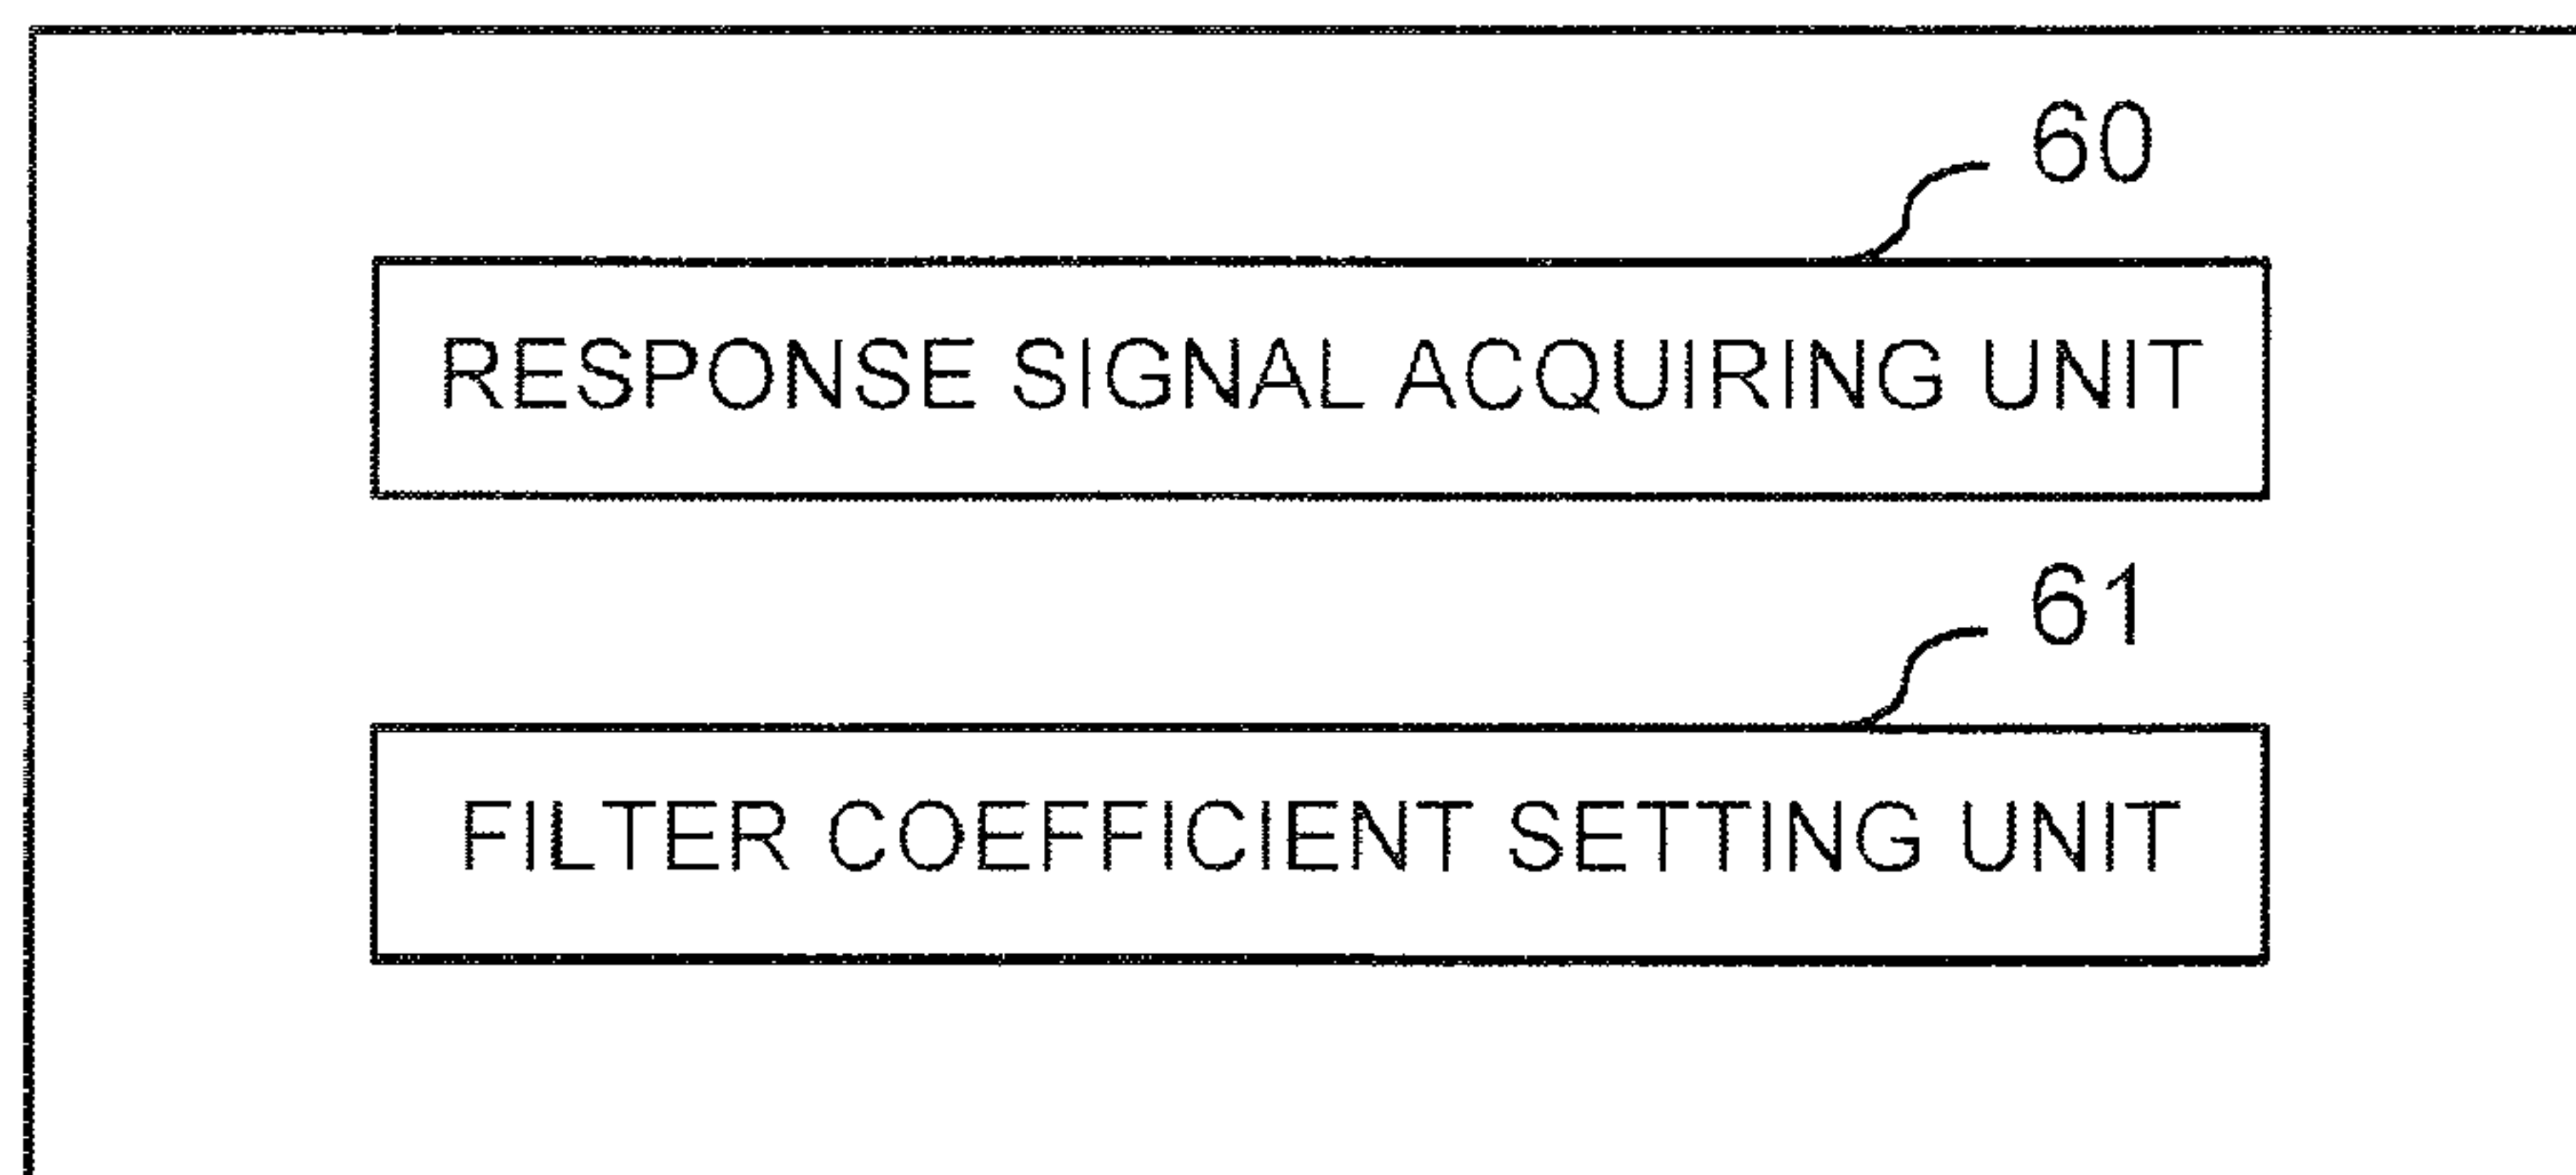 60
RESPONSE SIGNAL ACQUIRING UNIT
61
FILTER COEFFICIENT SETTING UNIT